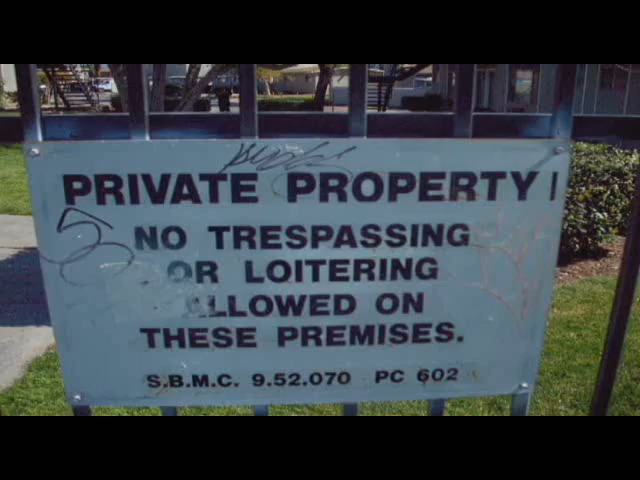 PRIVATE PROPERTY!
NO TRESPASSING
OR LOITERING
ALLOWED ON
THESE PREMISES.
S.B.M.C. 9.52.070 PC 602